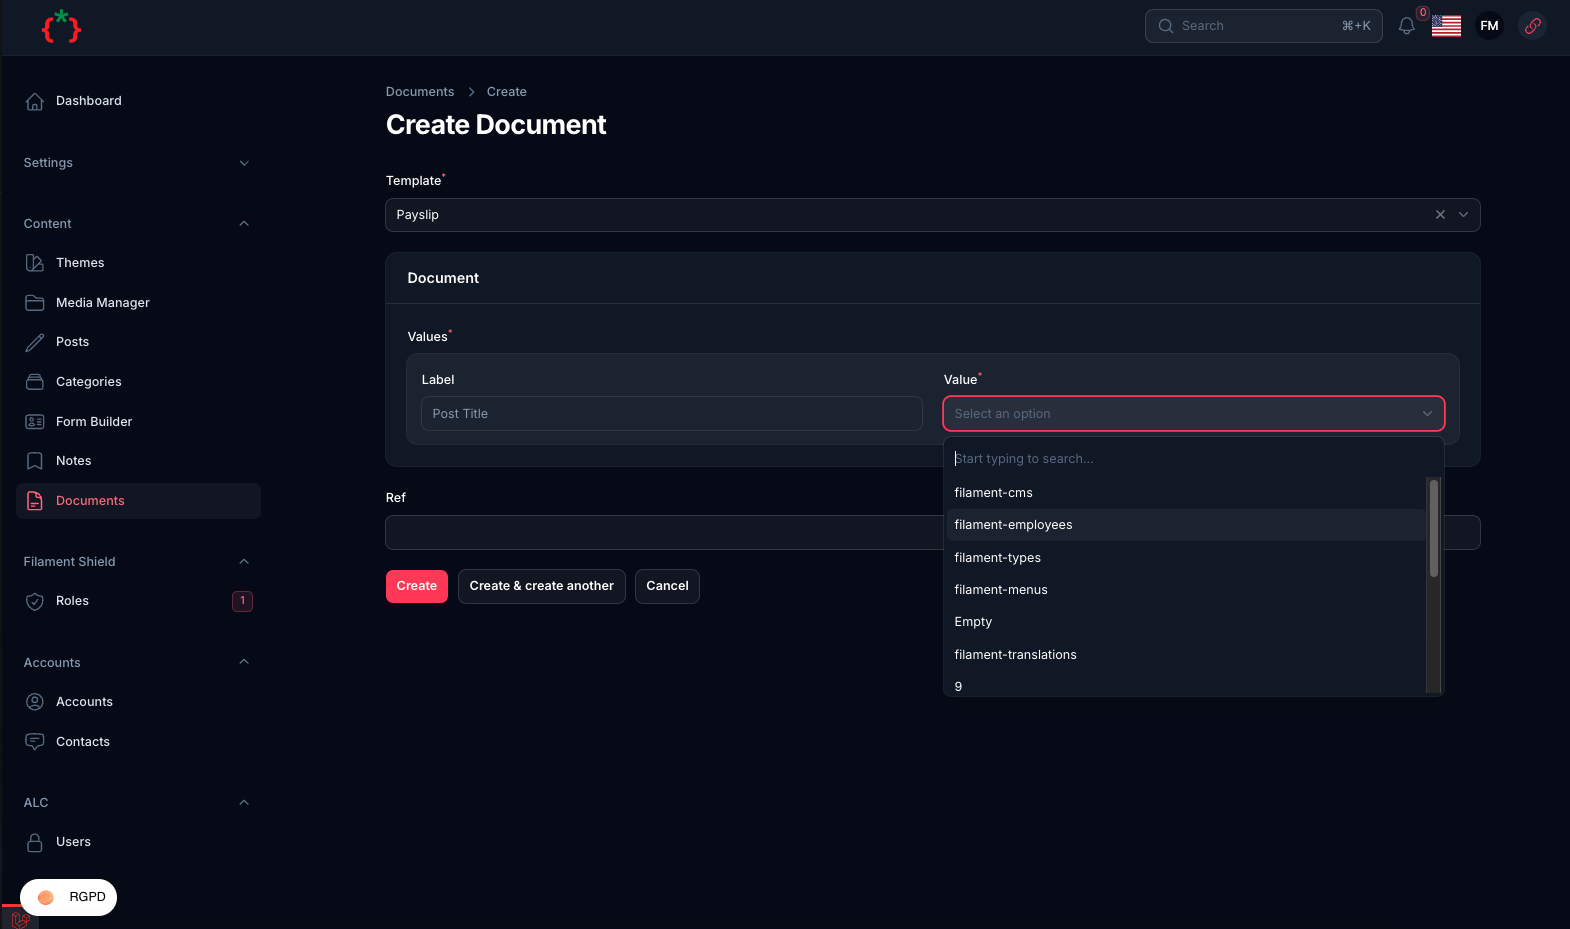 Search ⌘+K
0
FM
Dashboard
Settings
Content
Themes
Media Manager
Posts
Categories
Form Builder
Notes
Documents
Filament Shield
Roles 1
Accounts
Accounts
Contacts
ALC
Users
RGPD
Documents > Create
Create Document
Template*
Payslip
Document
Values*
Label
Post Title
Value*
Select an option
Start typing to search...
filament-cms
filament-employees
filament-types
filament-menus
Empty
filament-translations
9
Ref
Create
Create & create another
Cancel